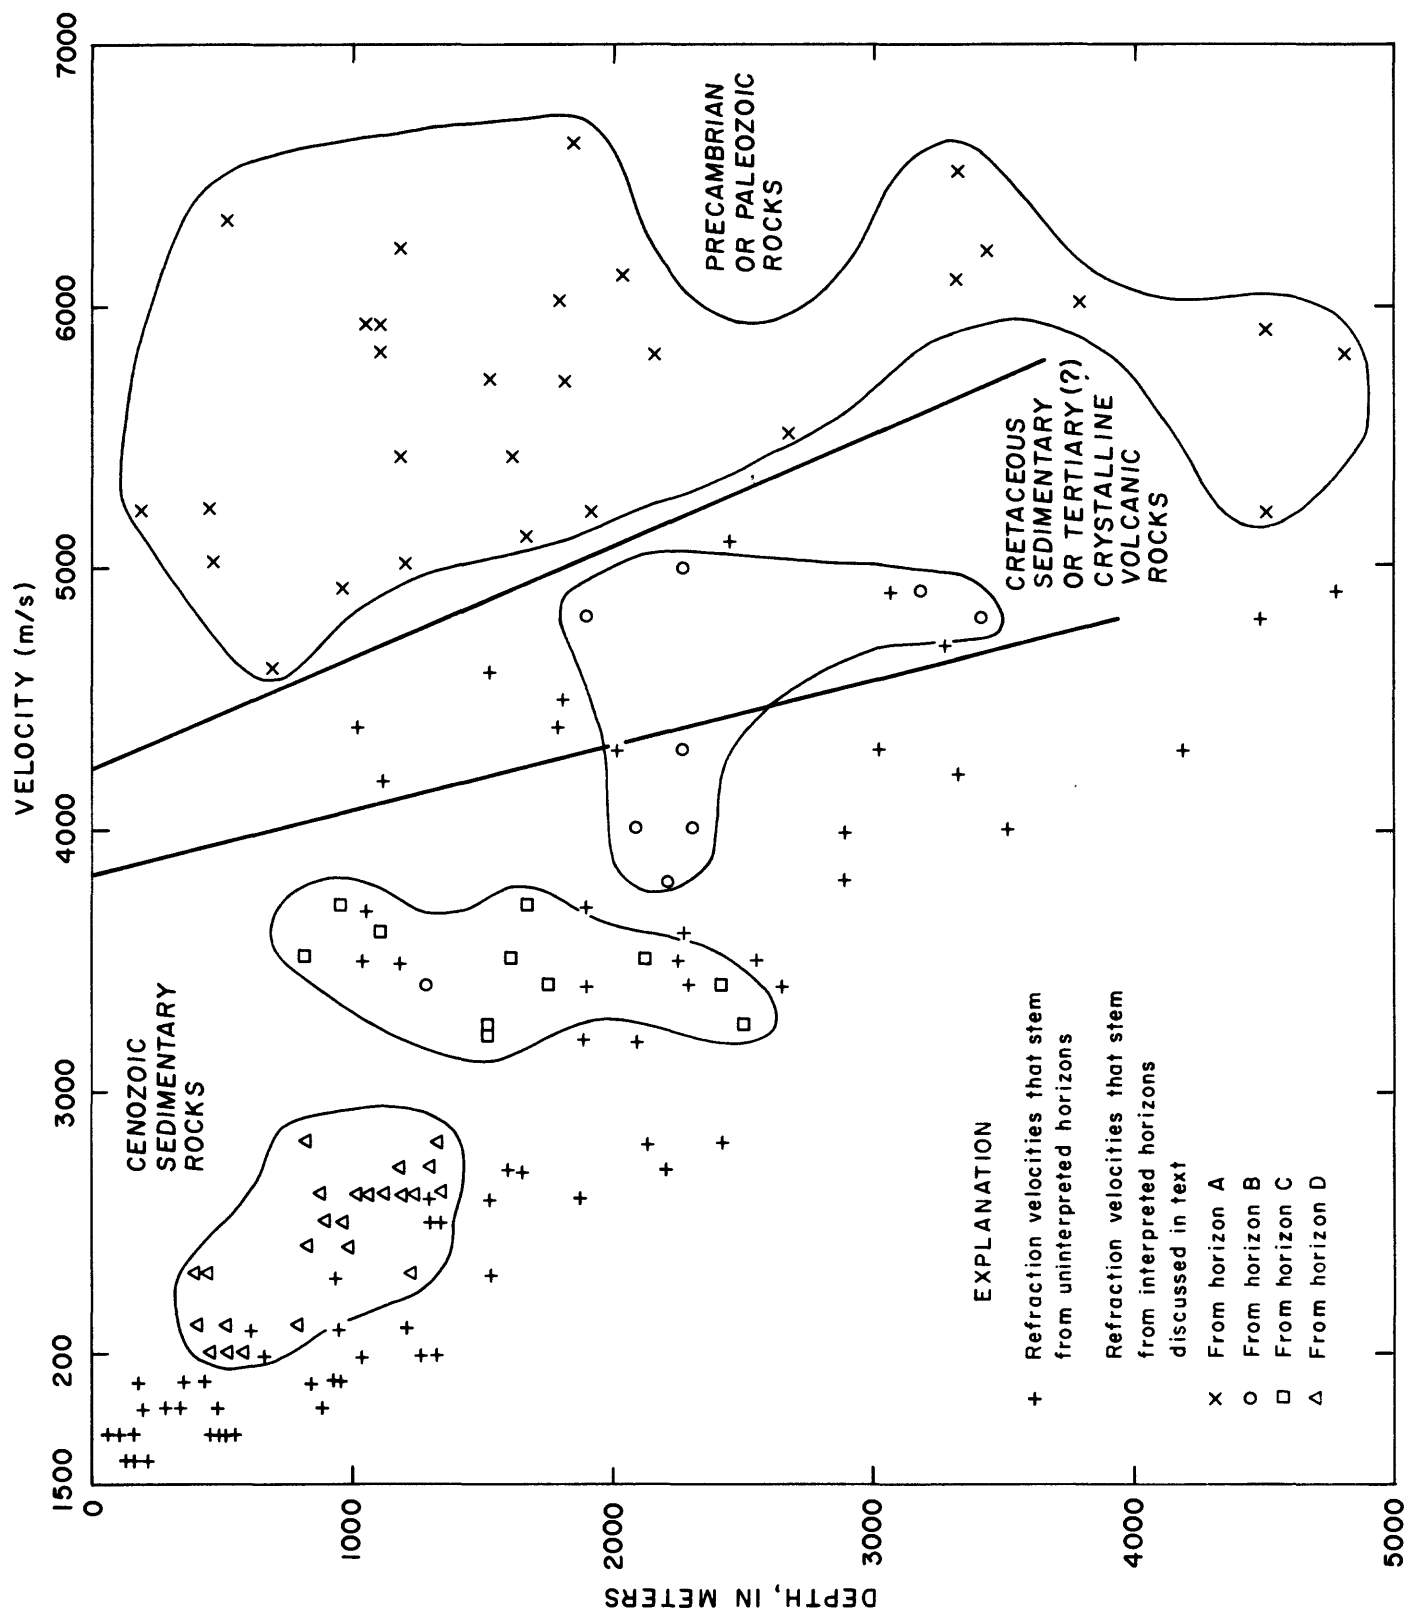 VELOCITY (m/s)
1500
200
3000
4000
5000
6000
7000
0
1000
2000
3000
4000
5000
DEPTH, IN METERS
CENOZOIC
SEDIMENTARY
ROCKS
PRECAMBRIAN
OR PALEOZOIC
ROCKS
CRETACEOUS
SEDIMENTARY
OR TERTIARY(?)
CRYSTALLINE
VOLCANIC
ROCKS
EXPLANATION
+ Refraction velocities that stem
from uninterpreted horizons
Refraction velocities that stem
from interpreted horizons
discussed in text
× From horizon A
○ From horizon B
□ From horizon C
△ From horizon D